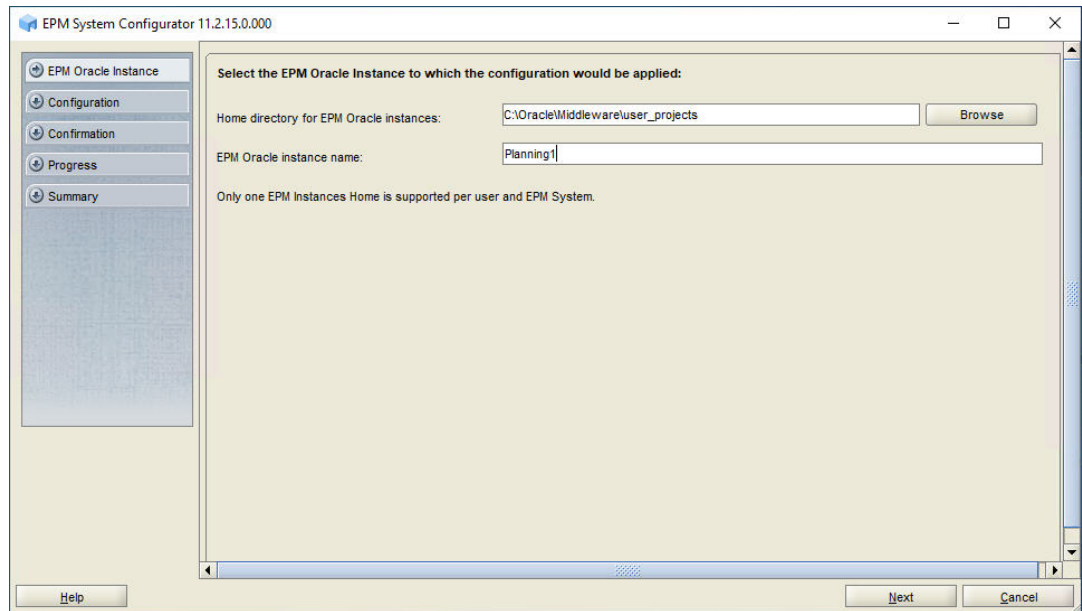 EPM System Configurator 11.2.15.0.000
EPM Oracle Instance
Configuration
Confirmation
Progress
Summary
Select the EPM Oracle Instance to which the configuration would be applied:
Home directory for EPM Oracle instances: C:\Oracle\Middleware\user_projects Browse
EPM Oracle instance name: Planning1
Only one EPM Instances Home is supported per user and EPM System.
Help Next Cancel